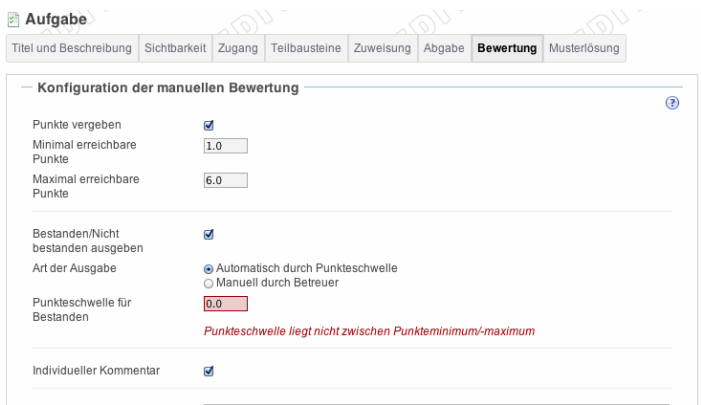 Aufgabe
Titel und Beschreibung Sichtbarkeit Zugang Teilbausteine Zuweisung Abgabe Bewertung Musterlösung
Konfiguration der manuellen Bewertung
?
Punkte vergeben
Minimal erreichbare
Punkte
1.0
Maximal erreichbare
Punkte
6.0
Bestanden/Nicht
bestanden ausgeben
Art der Ausgabe
Automatisch durch Punkteschwelle
Manuell durch Betreuer
Punkteschwelle für
Bestanden
0.0
Punkteschwelle liegt nicht zwischen Punkteminimum/-maximum
Individueller Kommentar